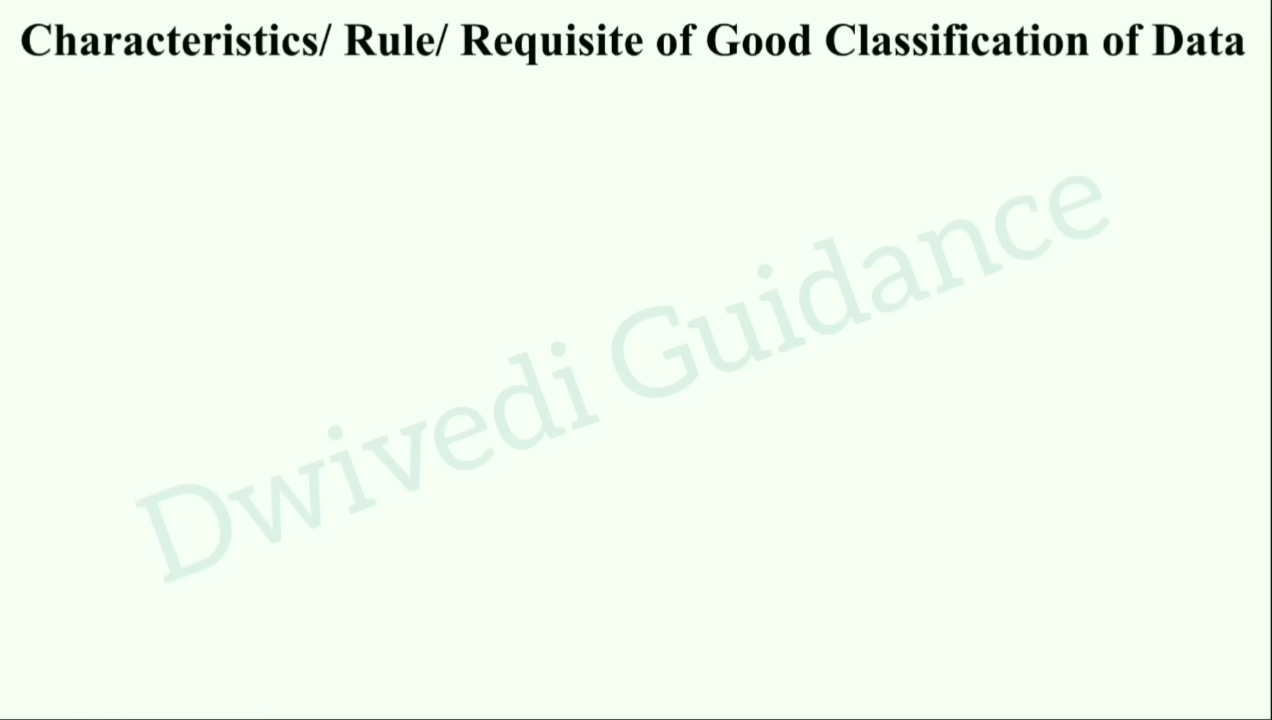 Characteristics/ Rule/ Requisite of Good Classification of Data
Dwivedi Guidance